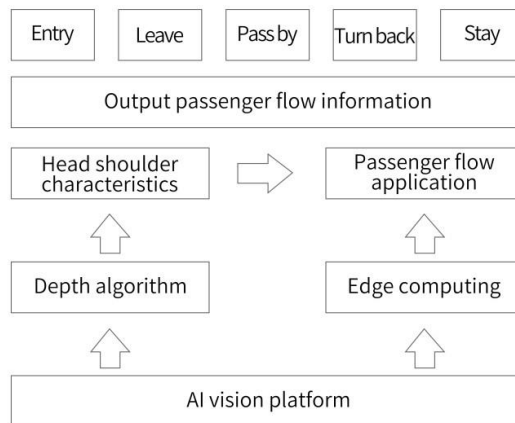 Entry
Leave
Pass by
Turn back
Stay
Output passenger flow information
Head shoulder
characteristics
Passenger flow
application
Depth algorithm
Edge computing
AI vision platform